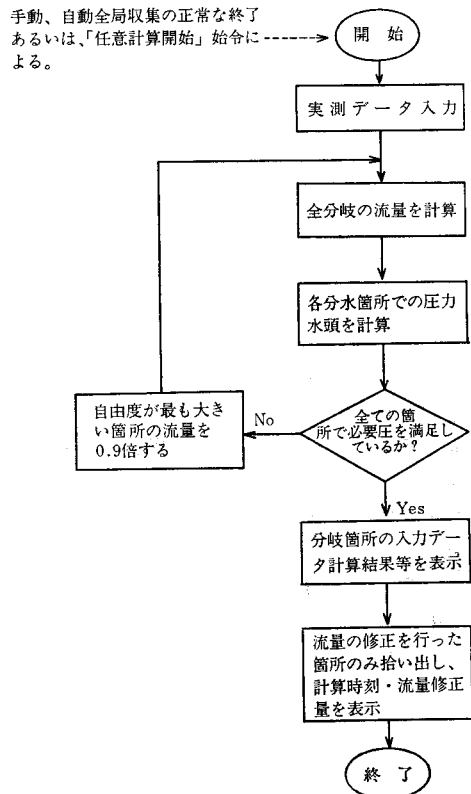 手動、自動全局収集の正常な終了
あるいは、「任意計算開始」始令に
よる。
開始
実測データ入力
全分岐の流量を計算
各分水箇所での圧力
水頭を計算
全ての箇
所で必要圧を満足し
ているか?
No
自由度が最も大き
い箇所の流量を
0.9倍する
Yes
分岐箇所の入力デー
タ計算結果等を表示
流量の修正を行った
箇所のみ拾い出し、
計算時刻・流量修正
量を表示
終了